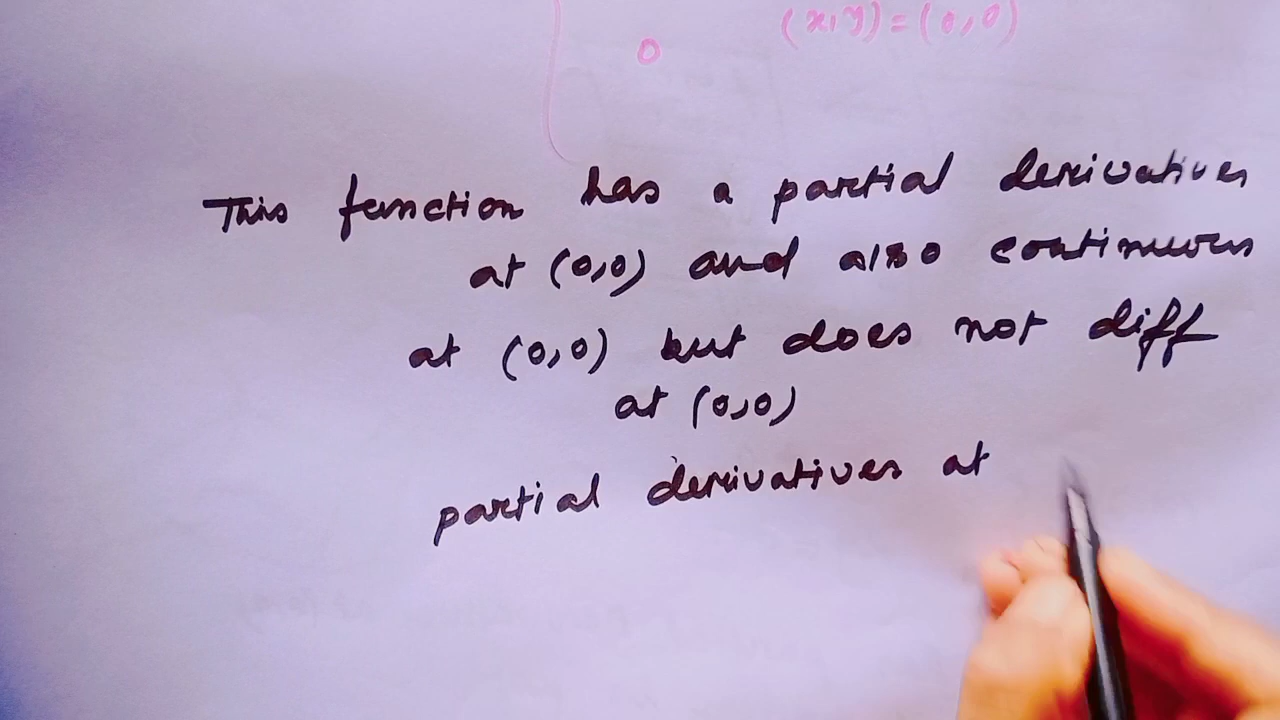 (x,y)=(0,0)
0
This function has a partial derivatives
at (0,0) and also continuous
at (0,0) but does not diff
at (0,0)
partial derivatives at